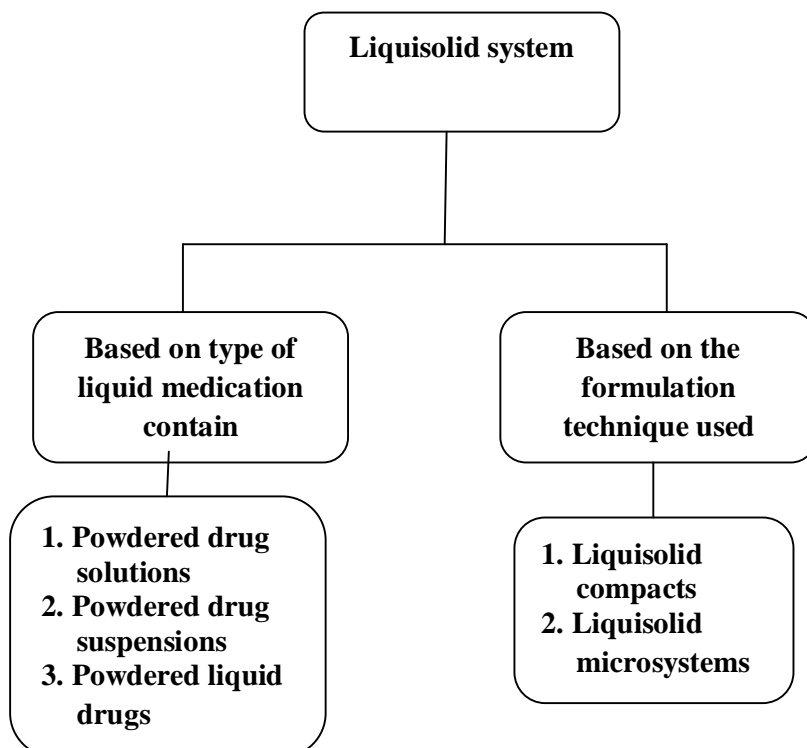 Liquisolid system
Based on type of
liquid medication
contain
Based on the
formulation
technique used
1. Powdered drug
solutions
2. Powdered drug
suspensions
3. Powdered liquid
drugs
1. Liquisolid
compacts
2. Liquisolid
microsystems